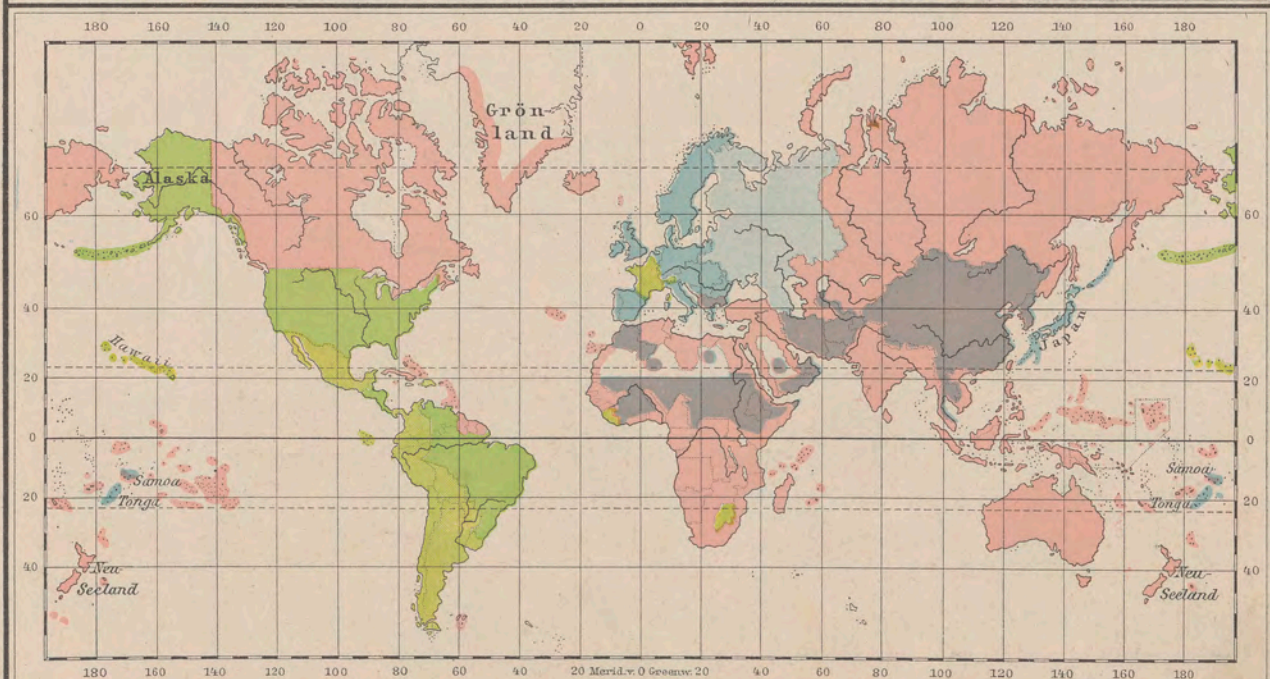 180 160 140 120 100 80 60 40 20 0 20 40 60 80 100 120 140 160 180
Grön-
land
Alaska
60 60
40 40
Japan
Hawaii
20 20
0 0
Samoa Samoa
Tonga Tonga
20 20
40 40
Neu- Neu-
Seeland Seeland
180 160 140 120 100 80 60 40 20 Merid.v. 0 Greenw. 20 40 60 80 100 120 140 160 180